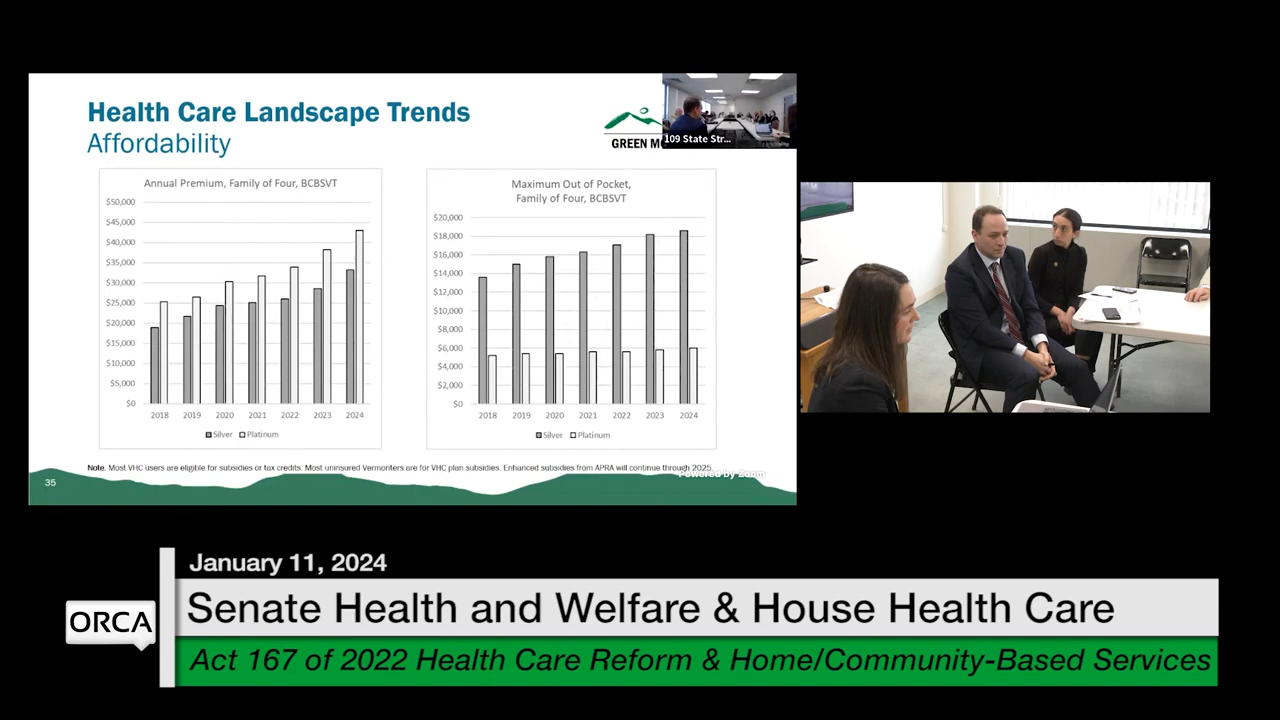 Health Care Landscape Trends
Affordability
GREEN MO
109 State Str...
Annual Premium, Family of Four, BCBSVT
$50,000
$45,000
$40,000
$35,000
$30,000
$25,000
$20,000
$15,000
$10,000
$5,000
$0
2018 2019 2020 2021 2022 2023 2024
Silver Platinum
Maximum Out of Pocket,
Family of Four, BCBSVT
$20,000
$18,000
$16,000
$14,000
$12,000
$10,000
$8,000
$6,000
$4,000
$2,000
$0
2018 2019 2020 2021 2022 2023 2024
Silver Platinum
Note. Most VHC users are eligible for subsidies or tax credits. Most uninsured Vermonters are for VHC plan subsidies. Enhanced subsidies from APRA will continue through 2025.
Powered by Zoom
35
January 11, 2024
ORCA
Senate Health and Welfare & House Health Care
Act 167 of 2022 Health Care Reform & Home/Community-Based Services